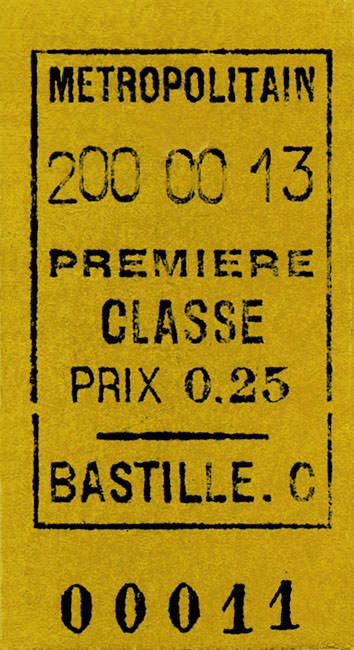 METROPOLITAIN
200 00 13
PREMIERE
CLASSE
PRIX 0.25
BASTILLE. C
00011